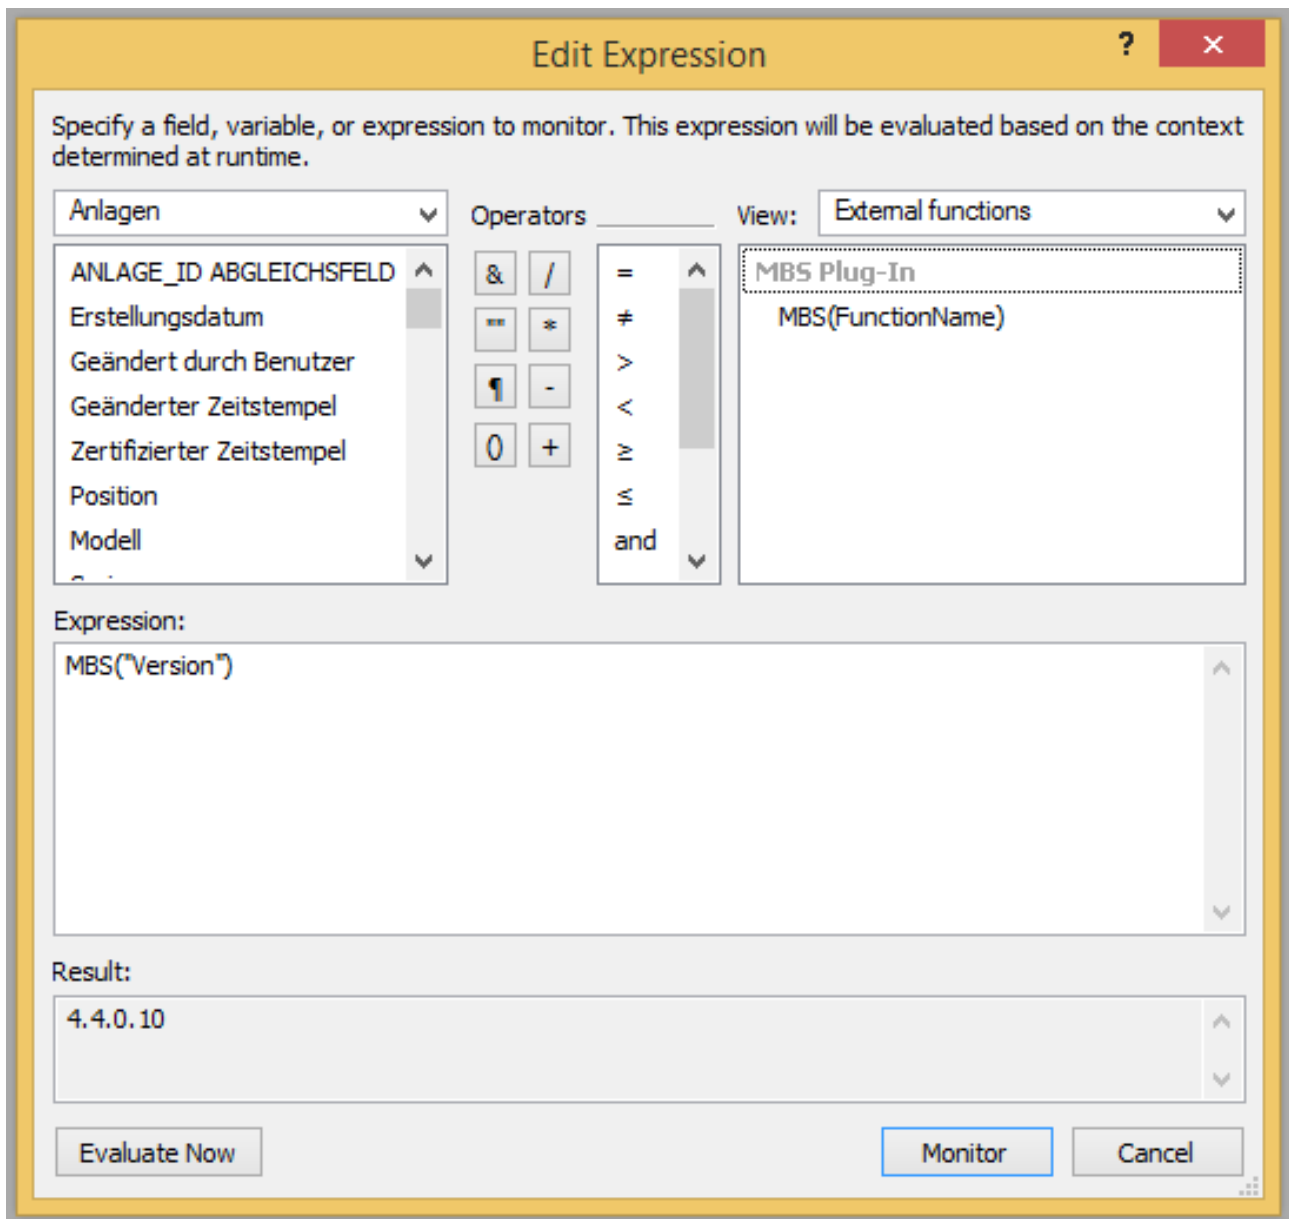 Edit Expression
?
×
Specify a field, variable, or expression to monitor. This expression will be evaluated based on the context
determined at runtime.
Anlagen
Operators
View:
External functions
ANLAGE_ID ABGLEICHSFELD
Erstellungsdatum
Geändert durch Benutzer
Geänderter Zeitstempel
Zertifizierter Zeitstempel
Position
Modell
& /
"" *
¶ -
() +
=
≠
>
<
≥
≤
and
MBS Plug-In
MBS(FunctionName)
Expression:
MBS("Version")
Result:
4.4.0.10
Evaluate Now
Monitor
Cancel